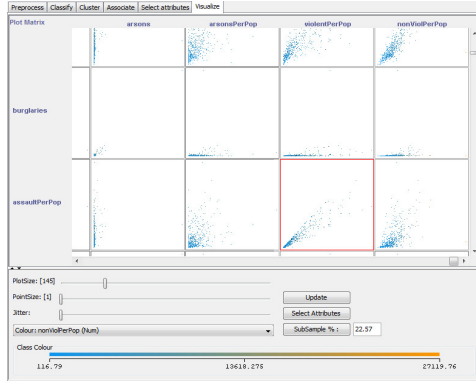 Preprocess Classify Cluster Associate Select attributes Visualize
Plot Matrix arsons arsonsPerPop violentPerPop nonViolPerPop
burglaries
assaultPerPop
PlotSize: [145]
PointSize: [1] Update
Jitter: Select Attributes
Colour: nonViolPerPop (Num) SubSample % : 22.57
Class Colour
116.79 13618.275 27119.76